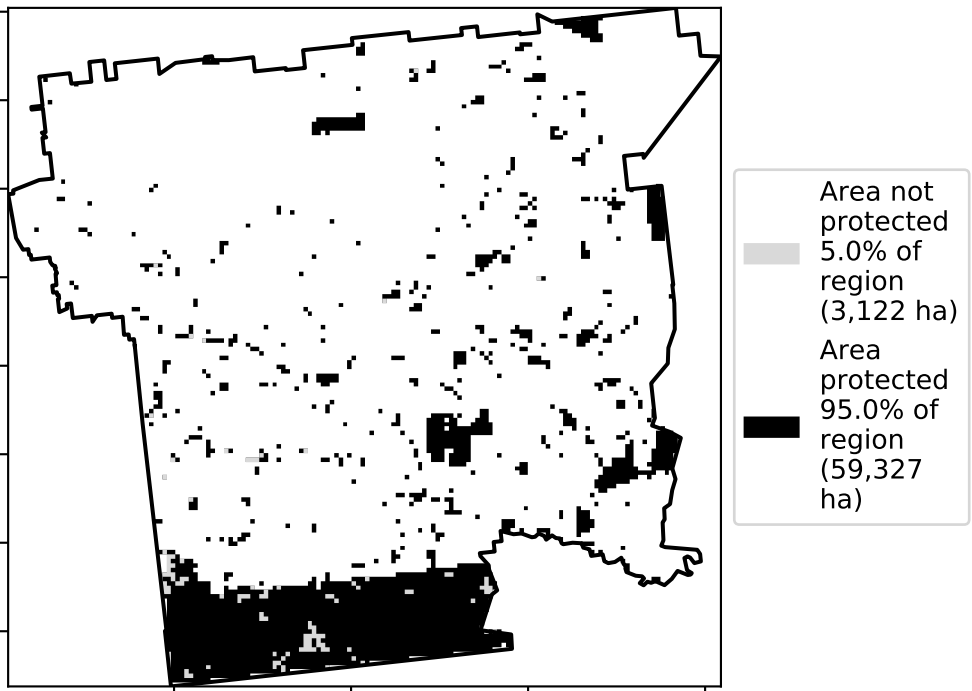 Area not
protected
5.0% of
region
(3,122 ha)
Area
protected
95.0% of
region
(59,327
ha)